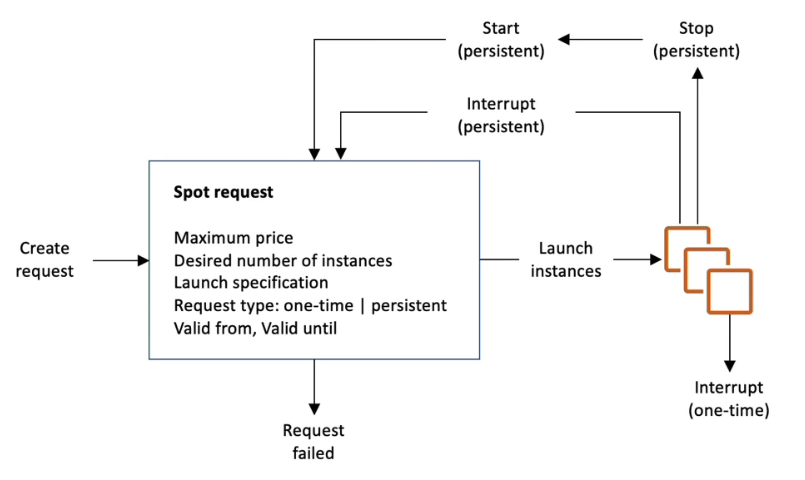 Start
(persistent)
Stop
(persistent)
Interrupt
(persistent)
Spot request
Maximum price
Desired number of instances
Launch specification
Request type: one-time | persistent
Valid from, Valid until
Create
request
Launch
instances
Interrupt
(one-time)
Request
failed